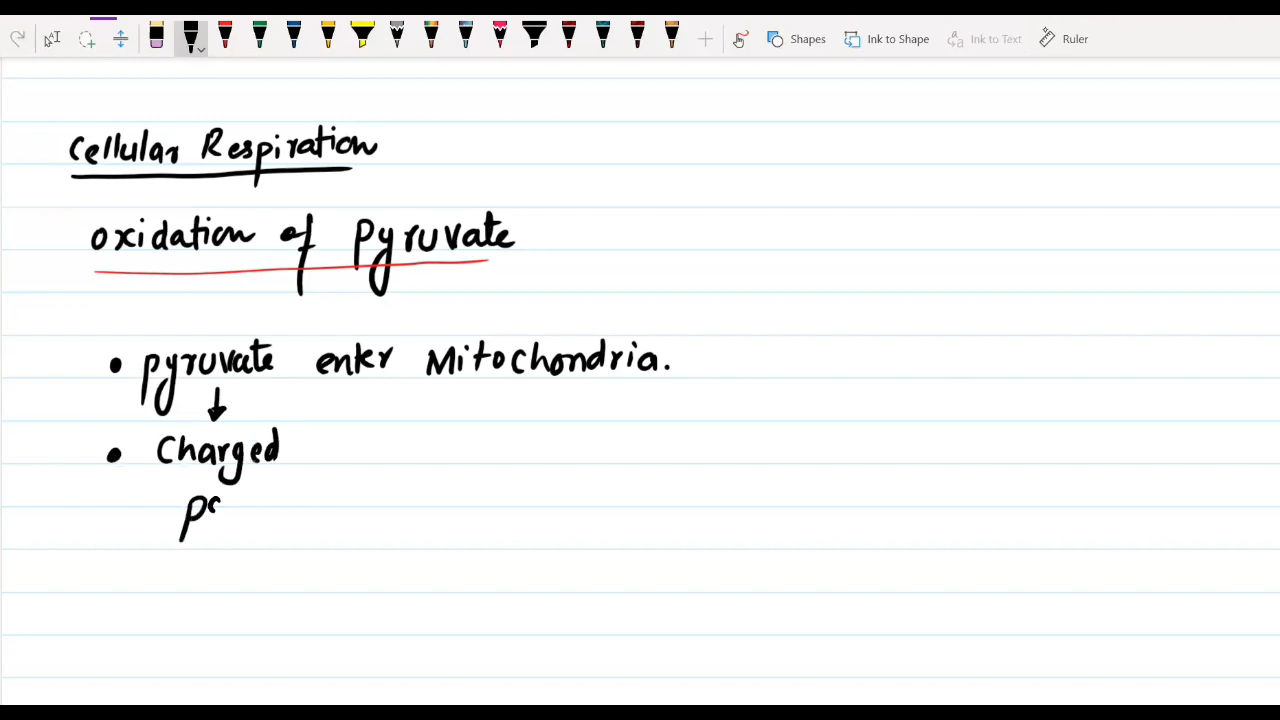 Shapes Ink to Shape Ink to Text Ruler
Cellular Respiration
oxidation of pyruvate
• pyruvate enter Mitochondria.
• Charged